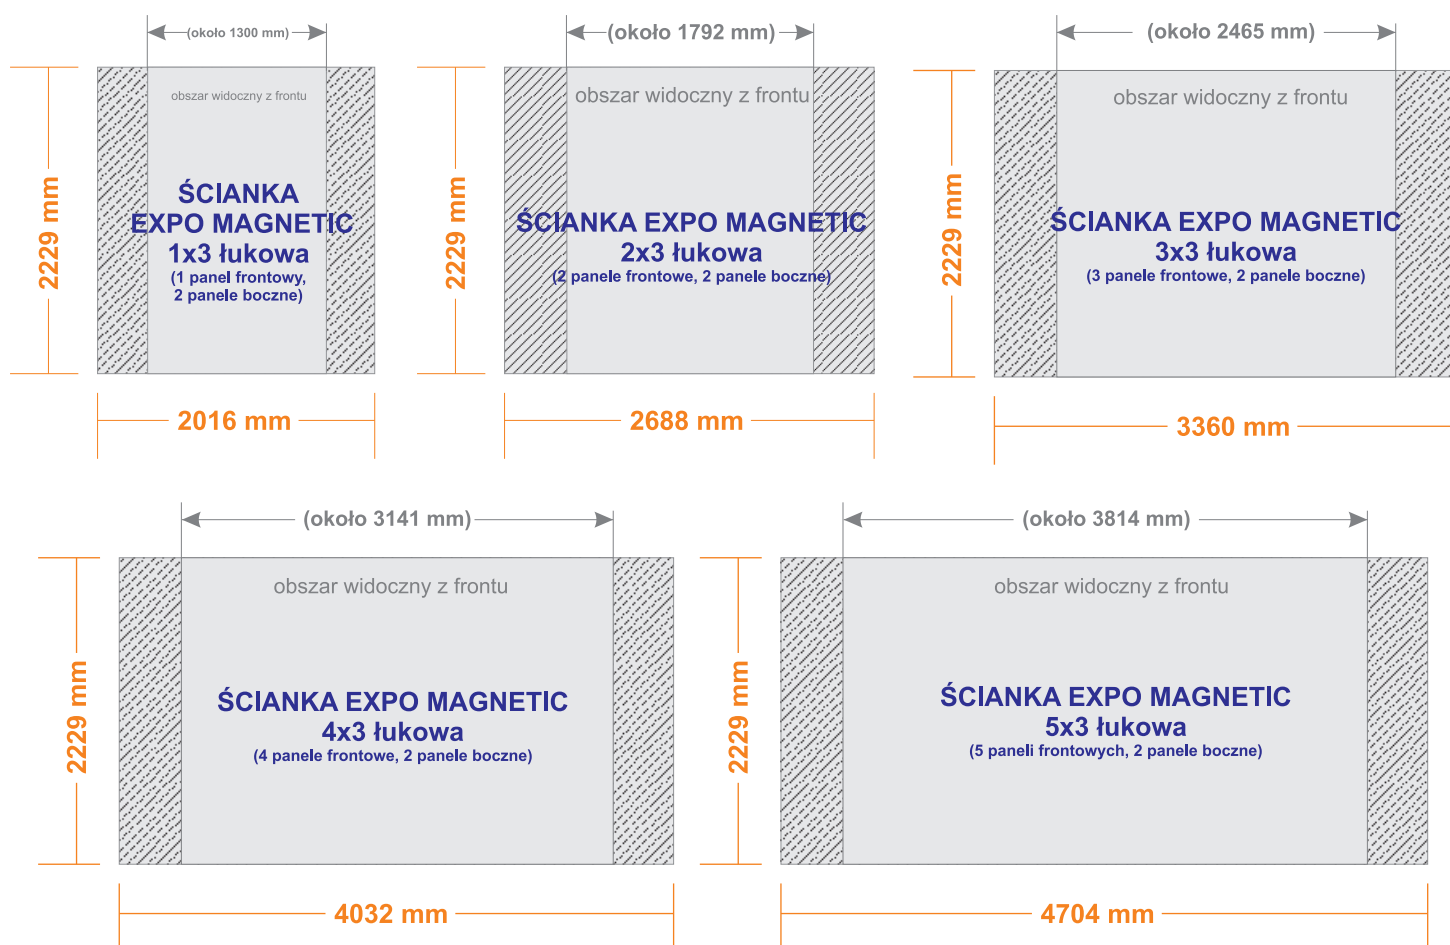 (około 1300 mm)
obszar widoczny z frontu
2229 mm
ŚCIANKA
EXPO MAGNETIC
1x3 łukowa
(1 panel frontowy,
2 panele boczne)
2016 mm
(około 1792 mm)
obszar widoczny z frontu
2229 mm
ŚCIANKA EXPO MAGNETIC
2x3 łukowa
(2 panele frontowe, 2 panele boczne)
2688 mm
(około 2465 mm)
obszar widoczny z frontu
2229 mm
ŚCIANKA EXPO MAGNETIC
3x3 łukowa
(3 panele frontowe, 2 panele boczne)
3360 mm
(około 3141 mm)
obszar widoczny z frontu
2229 mm
ŚCIANKA EXPO MAGNETIC
4x3 łukowa
(4 panele frontowe, 2 panele boczne)
4032 mm
(około 3814 mm)
obszar widoczny z frontu
2229 mm
ŚCIANKA EXPO MAGNETIC
5x3 łukowa
(5 paneli frontowych, 2 panele boczne)
4704 mm